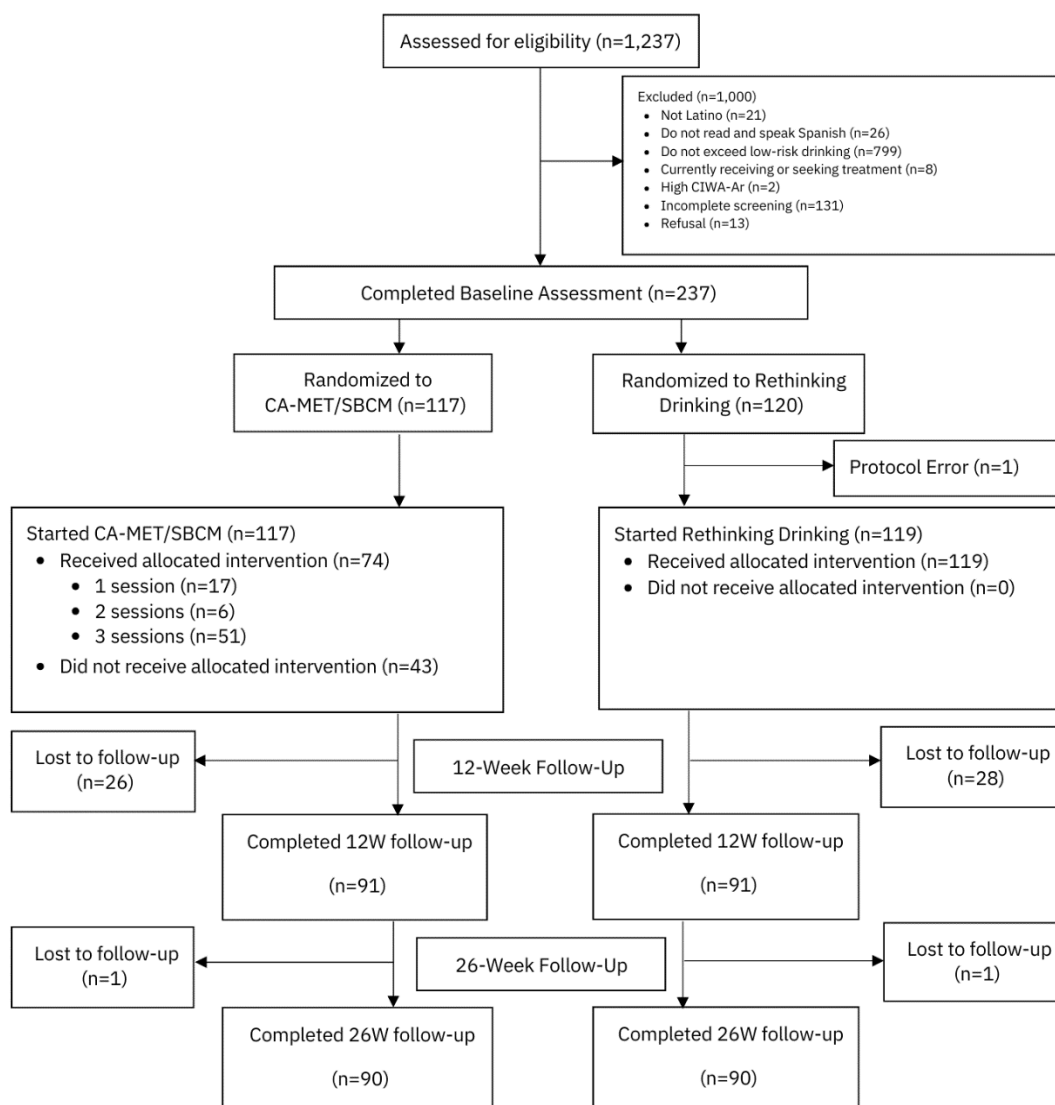 Assessed for eligibility (n=1,237)
Excluded (n=1,000)
• Not Latino (n=21)
• Do not read and speak Spanish (n=26)
• Do not exceed low-risk drinking (n=799)
• Currently receiving or seeking treatment (n=8)
• High CIWA-Ar (n=2)
• Incomplete screening (n=131)
• Refusal (n=13)
Completed Baseline Assessment (n=237)
Randomized to
CA-MET/SBCM (n=117)
Randomized to Rethinking
Drinking (n=120)
Protocol Error (n=1)
Started CA-MET/SBCM (n=117)
• Received allocated intervention (n=74)
• 1 session (n=17)
• 2 sessions (n=6)
• 3 sessions (n=51)
• Did not receive allocated intervention (n=43)
Started Rethinking Drinking (n=119)
• Received allocated intervention (n=119)
• Did not receive allocated intervention (n=0)
Lost to follow-up
(n=26)
12-Week Follow-Up
Lost to follow-up
(n=28)
Completed 12W follow-up
(n=91)
Completed 12W follow-up
(n=91)
Lost to follow-up
(n=1)
26-Week Follow-Up
Lost to follow-up
(n=1)
Completed 26W follow-up
(n=90)
Completed 26W follow-up
(n=90)